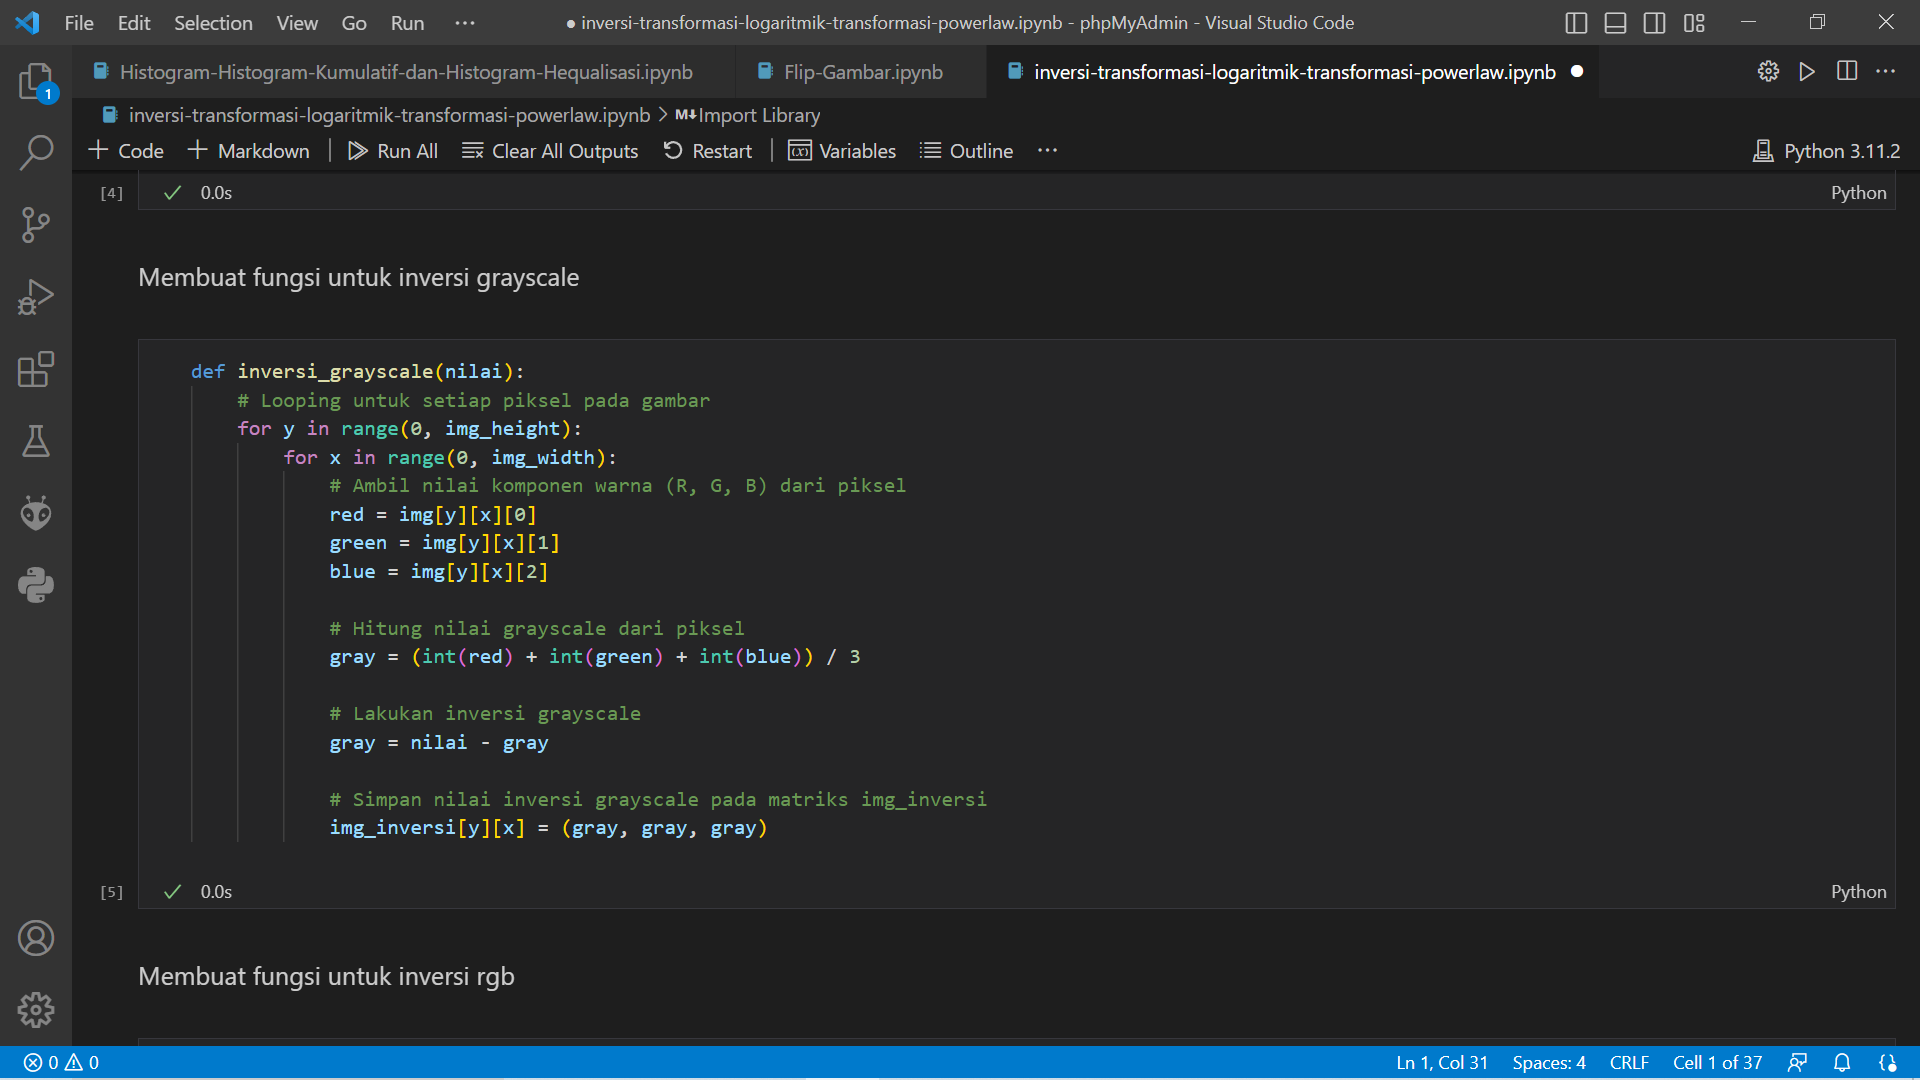 File Edit Selection View Go Run ··· ● inversi-transformasi-logaritmik-transformasi-powerlaw.ipynb - phpMyAdmin - Visual Studio Code
Histogram-Histogram-Kumulatif-dan-Histogram-Hequalisasi.ipynb Flip-Gambar.ipynb inversi-transformasi-logaritmik-transformasi-powerlaw.ipynb ●
1
inversi-transformasi-logaritmik-transformasi-powerlaw.ipynb > M↓Import Library
+ Code + Markdown | Run All Clear All Outputs Restart | Variables Outline ··· Python 3.11.2
[4] ✓ 0.0s Python
Membuat fungsi untuk inversi grayscale
def inversi_grayscale(nilai):
    # Looping untuk setiap piksel pada gambar
    for y in range(0, img_height):
        for x in range(0, img_width):
            # Ambil nilai komponen warna (R, G, B) dari piksel
            red = img[y][x][0]
            green = img[y][x][1]
            blue = img[y][x][2]
            # Hitung nilai grayscale dari piksel
            gray = (int(red) + int(green) + int(blue)) / 3
            # Lakukan inversi grayscale
            gray = nilai - gray
            # Simpan nilai inversi grayscale pada matriks img_inversi
            img_inversi[y][x] = (gray, gray, gray)
[5] ✓ 0.0s Python
Membuat fungsi untuk inversi rgb
0 0 Ln 1, Col 31 Spaces: 4 CRLF Cell 1 of 37